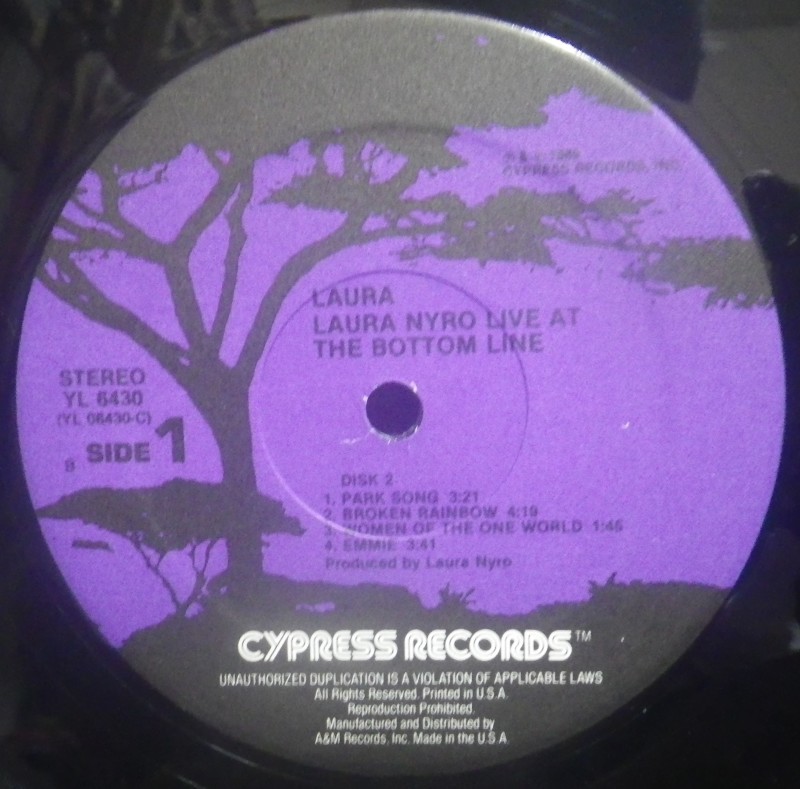 ℗ & © 1989
CYPRESS RECORDS, INC.
LAURA
LAURA NYRO LIVE AT
THE BOTTOM LINE
STEREO
YL 6430
(YL 06430-C)
B SIDE 1
DISK 2
1. PARK SONG 3:21
2. BROKEN RAINBOW 4:19
3. WOMEN OF THE ONE WORLD 1:45
4. EMMIE 3:41
Produced by Laura Nyro
CYPRESS RECORDS™
UNAUTHORIZED DUPLICATION IS A VIOLATION OF APPLICABLE LAWS
All Rights Reserved. Printed in U.S.A.
Reproduction Prohibited.
Manufactured and Distributed by
A&M Records, Inc. Made in the U.S.A.